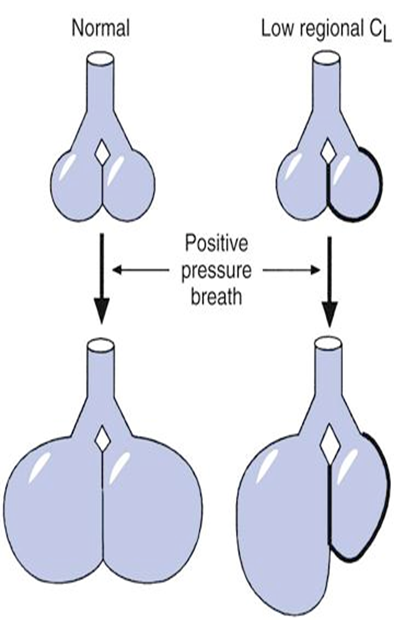 Normal
Low regional CL
Positive
pressure
breath